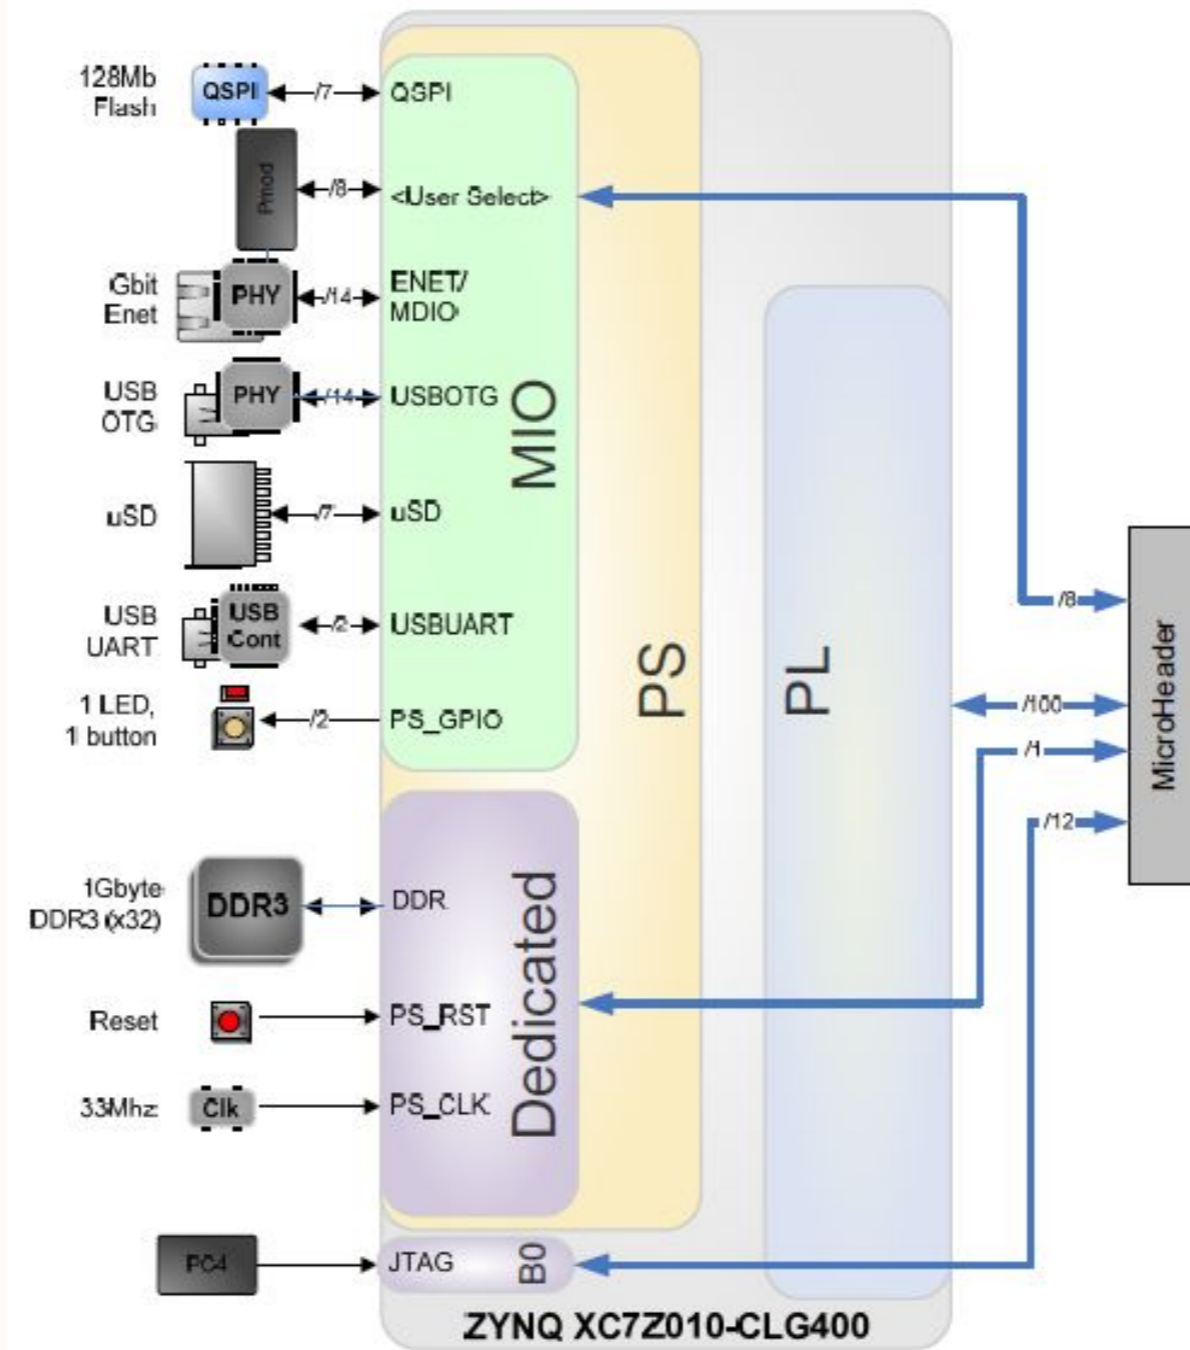 128Mb
Flash
QSPI
/7
QSPI
Pmod
/8
<User Select>
Gbit
Enet
PHY
/14
ENET/
MDIO
USB
OTG
PHY
/14
USBOTG
MIO
uSD
/7
uSD
USB
UART
USB
Cont
/2
USBUART
1 LED,
1 button
/2
PS_GPIO
PS
PL
/8
/100
/1
/12
MicroHeader
1Gbyte
DDR3 (x32)
DDR3
DDR
Dedicated
Reset
PS_RST
33Mhz
Clk
PS_CLK
PC4
JTAG
B0
ZYNQ XC7Z010-CLG400